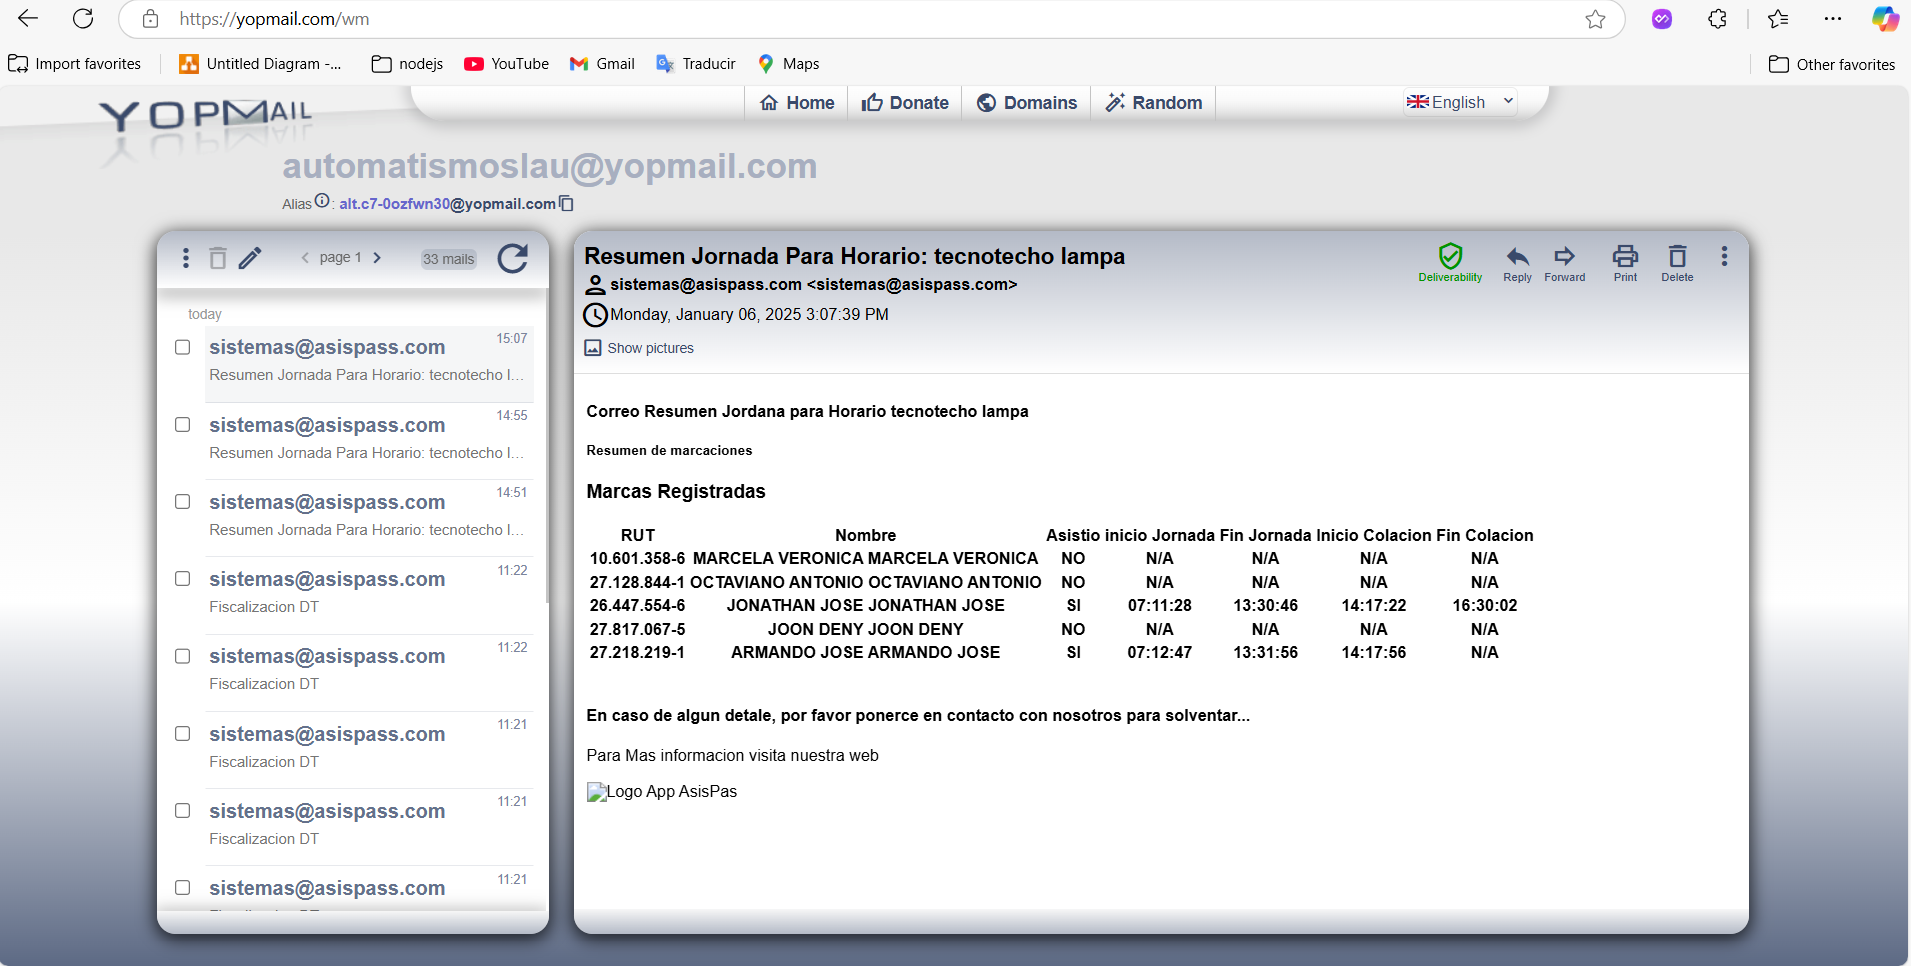 https://yopmail.com/wm
Import favorites
Untitled Diagram -...
nodejs
YouTube
Gmail
Traducir
Maps
Other favorites
YOPMAIL
Home
Donate
Domains
Random
English
automatismoslau@yopmail.com
Alias : alt.c7-0ozfwn30@yopmail.com
page 1
33 mails
today
sistemas@asispass.com 15:07
Resumen Jornada Para Horario: tecnotecho l...
sistemas@asispass.com 14:55
Resumen Jornada Para Horario: tecnotecho l...
sistemas@asispass.com 14:51
Resumen Jornada Para Horario: tecnotecho l...
sistemas@asispass.com 11:22
Fiscalizacion DT
sistemas@asispass.com 11:22
Fiscalizacion DT
sistemas@asispass.com 11:21
Fiscalizacion DT
sistemas@asispass.com 11:21
Fiscalizacion DT
sistemas@asispass.com 11:21
Resumen Jornada Para Horario: tecnotecho lampa
sistemas@asispass.com <sistemas@asispass.com>
Monday, January 06, 2025 3:07:39 PM
Show pictures
Deliverability
Reply
Forward
Print
Delete
Correo Resumen Jordana para Horario tecnotecho lampa
Resumen de marcaciones
Marcas Registradas
RUT Nombre Asistio inicio Jornada Fin Jornada Inicio Colacion Fin Colacion
10.601.358-6 MARCELA VERONICA MARCELA VERONICA NO N/A N/A N/A N/A
27.128.844-1 OCTAVIANO ANTONIO OCTAVIANO ANTONIO NO N/A N/A N/A N/A
26.447.554-6 JONATHAN JOSE JONATHAN JOSE SI 07:11:28 13:30:46 14:17:22 16:30:02
27.817.067-5 JOON DENY JOON DENY NO N/A N/A N/A N/A
27.218.219-1 ARMANDO JOSE ARMANDO JOSE SI 07:12:47 13:31:56 14:17:56 N/A
En caso de algun detale, por favor ponerce en contacto con nosotros para solventar...
Para Mas informacion visita nuestra web
Logo App AsisPas